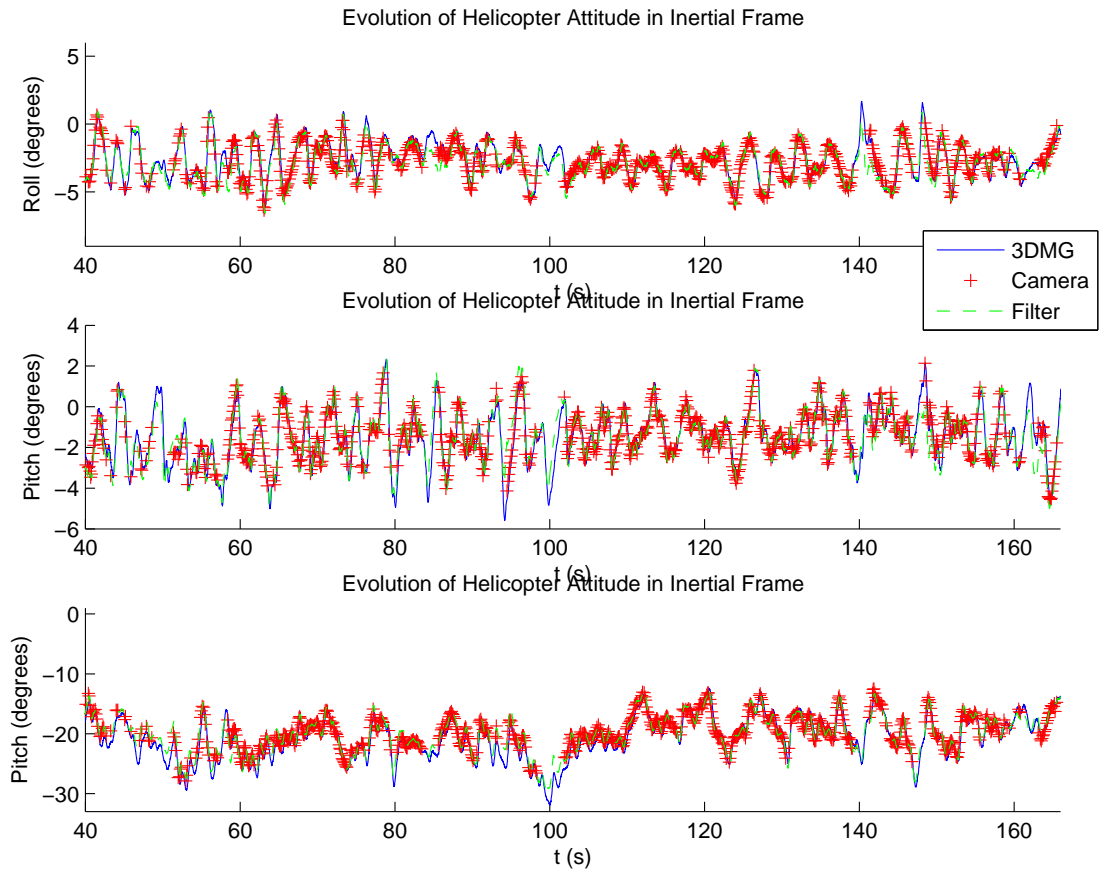 Evolution of Helicopter Attitude in Inertial Frame
5
0
−5
Roll (degrees)
40 60 80 100 120 140 160
t (s)
3DMG
Camera
Filter
Evolution of Helicopter Attitude in Inertial Frame
4
2
0
−2
−4
−6
Pitch (degrees)
40 60 80 100 120 140 160
t (s)
Evolution of Helicopter Attitude in Inertial Frame
0
−10
−20
−30
Pitch (degrees)
40 60 80 100 120 140 160
t (s)